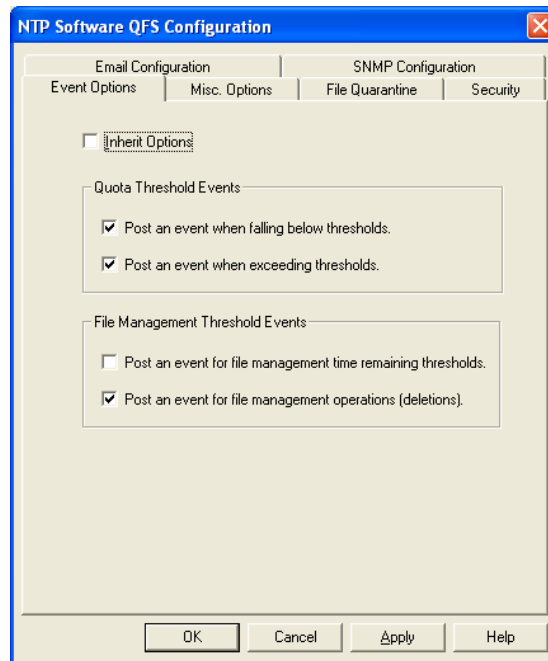 NTP Software QFS Configuration
Email Configuration
SNMP Configuration
Event Options
Misc. Options
File Quarantine
Security
Inherit Options
Quota Threshold Events
Post an event when falling below thresholds.
Post an event when exceeding thresholds.
File Management Threshold Events
Post an event for file management time remaining thresholds.
Post an event for file management operations (deletions).
OK
Cancel
Apply
Help